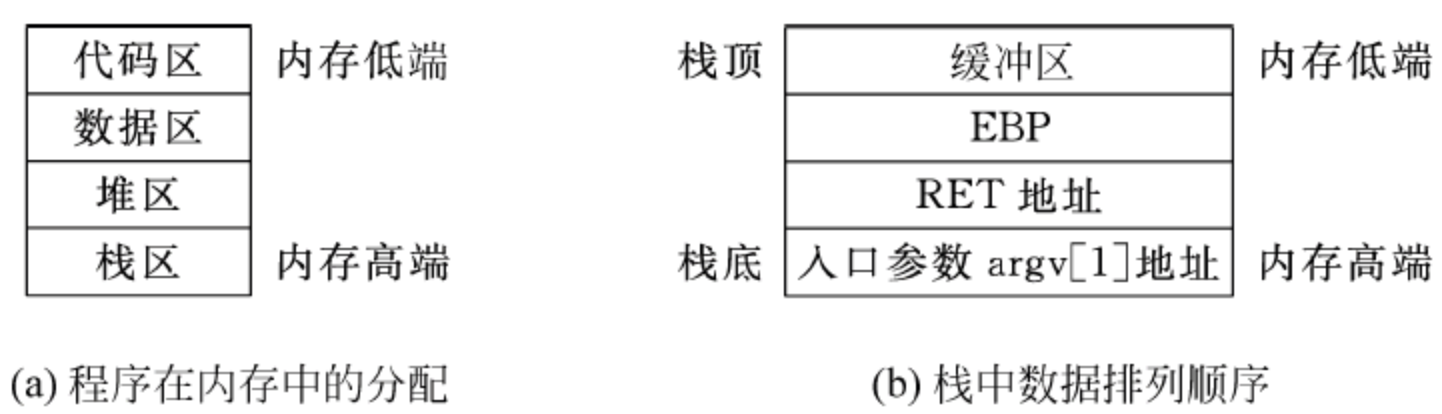 代码区 内存低端 栈顶 缓冲区 内存低端
数据区 EBP
堆区 RET 地址
栈区 内存高端 栈底 入口参数 argv[1]地址 内存高端
(a) 程序在内存中的分配 (b) 栈中数据排列顺序